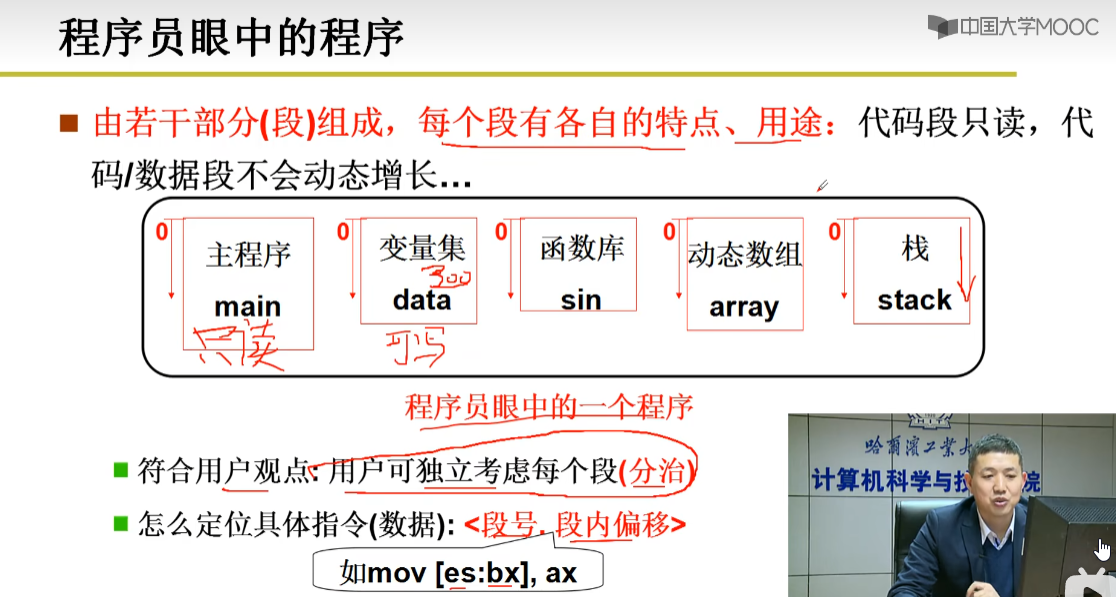 程序员眼中的程序
中国大学MOOC
■ 由若干部分(段)组成，每个段有各自的特点、用途：代码段只读，代
码/数据段不会动态增长...
0 主程序 0 变量集 0 函数库 0 动态数组 0 栈
300
main data sin array stack
只读 可写
程序员眼中的一个程序
■ 符合用户观点: 用户可独立考虑每个段(分治)
■ 怎么定位具体指令(数据): <段号, 段内偏移>
如mov [es:bx], ax
哈尔滨工业大
计算机科学与技 院